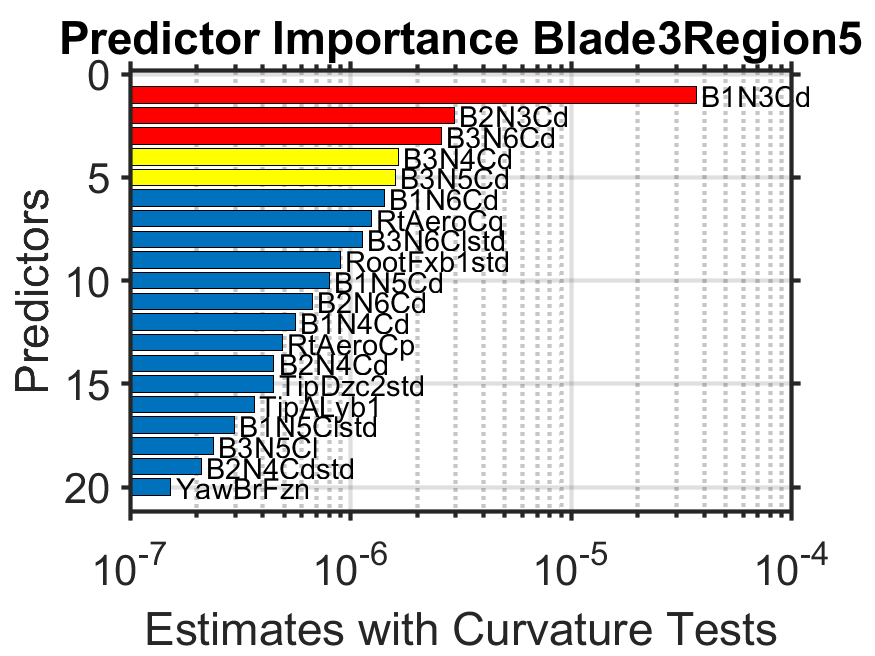 Predictor Importance Blade3Region5
0
5
10
15
20
Predictors
B1N3Cd
B2N3Cd
B3N6Cd
B3N4Cd
B3N5Cd
B1N6Cd
RtAeroCq
B3N6Clstd
RootFxb1std
B1N5Cd
B2N6Cd
B1N4Cd
RtAeroCp
B2N4Cd
TipDzc2std
TipALyb1
B1N5Clstd
B3N5Cl
B2N4Cdstd
YawBrFzn
10-7 10-6 10-5 10-4
Estimates with Curvature Tests